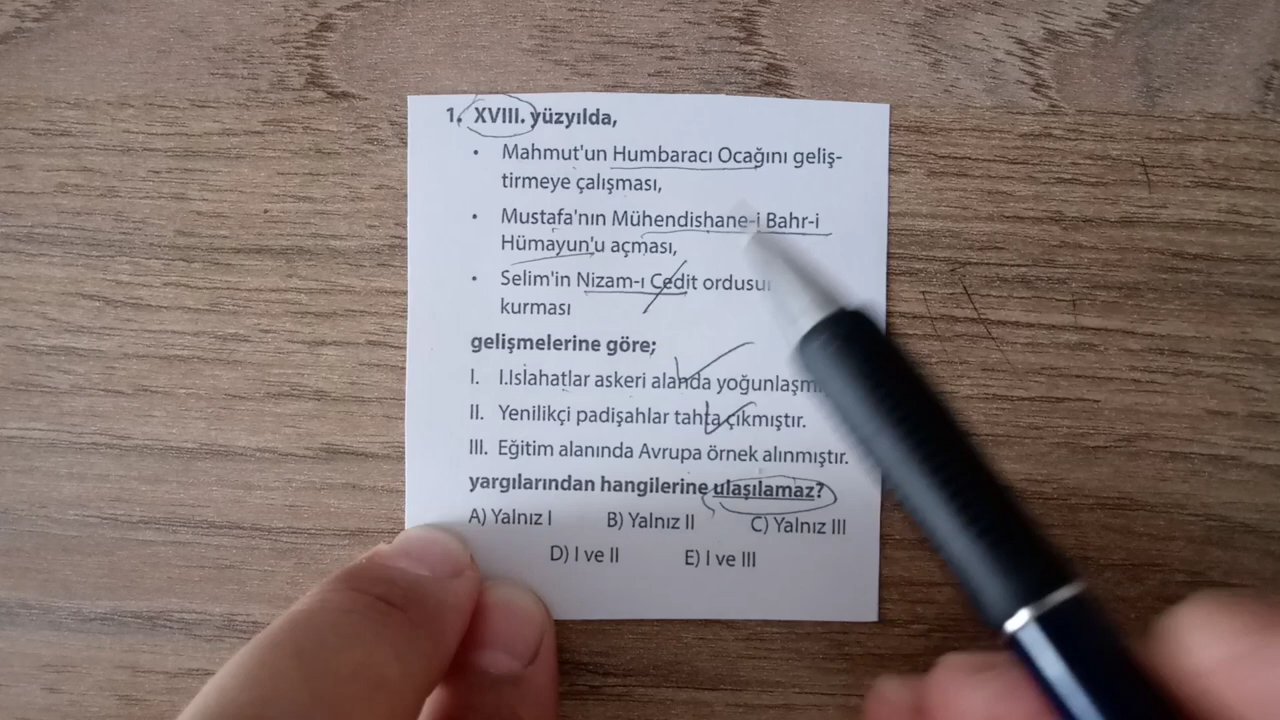 1. XVIII. yüzyılda,
• Mahmut'un Humbaracı Ocağını geliş-
tirmeye çalışması,
• Mustafa'nın Mühendishane-i Bahr-i
Hümayun'u açması,
• Selim'in Nizam-ı Cedit
kurması
gelişmelerine göre;
I. I.Islahatlar askeri alanda
II. Yenilikçi padişahlar tahta çıkmıştır.
III. Eğitim alanında Avrupa örnek alınmıştır.
yargılarından hangilerine ulaşılamaz?
A) Yalnız I B) Yalnız II C) Yalnız III
D) I ve II E) I ve III